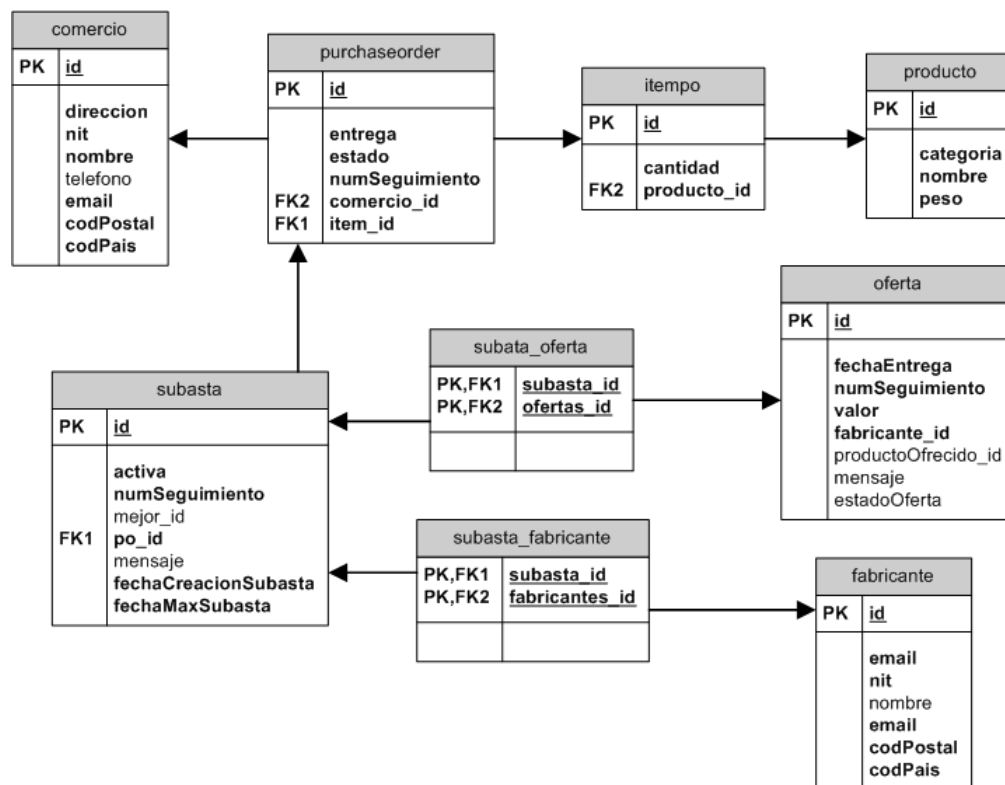 comercio
PK id
direccion
nit
nombre
telefono
email
codPostal
codPais
purchaseorder
PK id
entrega
estado
numSeguimiento
FK2 comercio_id
FK1 item_id
itempo
PK id
cantidad
FK2 producto_id
producto
PK id
categoria
nombre
peso
oferta
PK id
fechaEntrega
numSeguimiento
valor
fabricante_id
productoOfrecido_id
mensaje
estadoOferta
subata_oferta
PK,FK1 subasta_id
PK,FK2 ofertas_id
subasta
PK id
activa
numSeguimiento
mejor_id
FK1 po_id
mensaje
fechaCreacionSubasta
fechaMaxSubasta
subasta_fabricante
PK,FK1 subasta_id
PK,FK2 fabricantes_id
fabricante
PK id
email
nit
nombre
email
codPostal
codPais